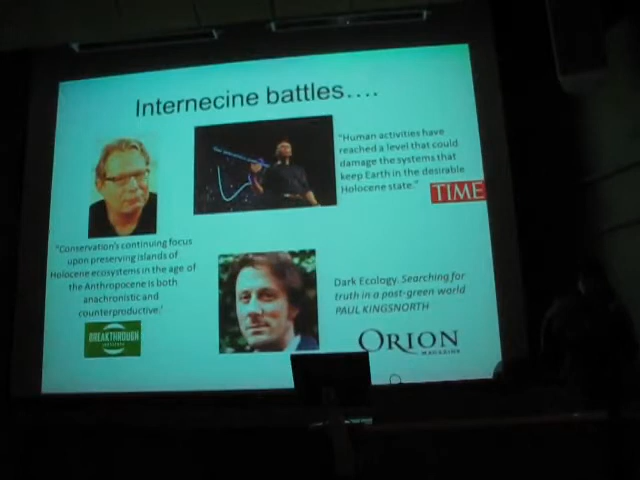 Internecine battles….
"Human activities have
reached a level that could
damage the systems that
keep Earth in the desirable
Holocene state."
TIME
"Conservation's continuing focus
upon preserving islands of
Holocene ecosystems in the age of
the Anthropocene is both
anachronistic and
counterproductive.'
BREAKTHROUGH
INSTITUTE
Dark Ecology. Searching for
truth in a post-green world
PAUL KINGSNORTH
ORION
MAGAZINE